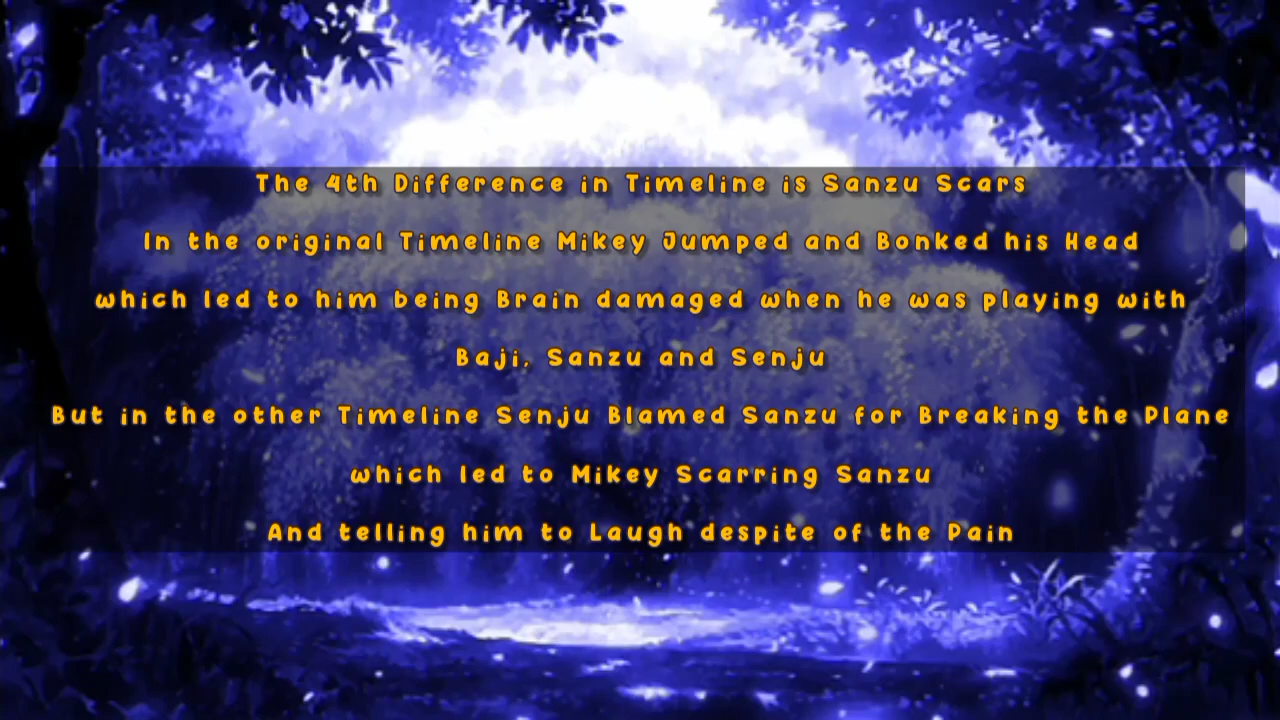 The 4th Difference in Timeline is Sanzu Scars
In the original Timeline Mikey Jumped and Bonked his Head
which led to him being Brain damaged when he was playing with
Baji, Sanzu and Senju
But in the other Timeline Senju Blamed Sanzu for Breaking the Plane
which led to Mikey Scarring Sanzu
And telling him to Laugh despite of the Pain